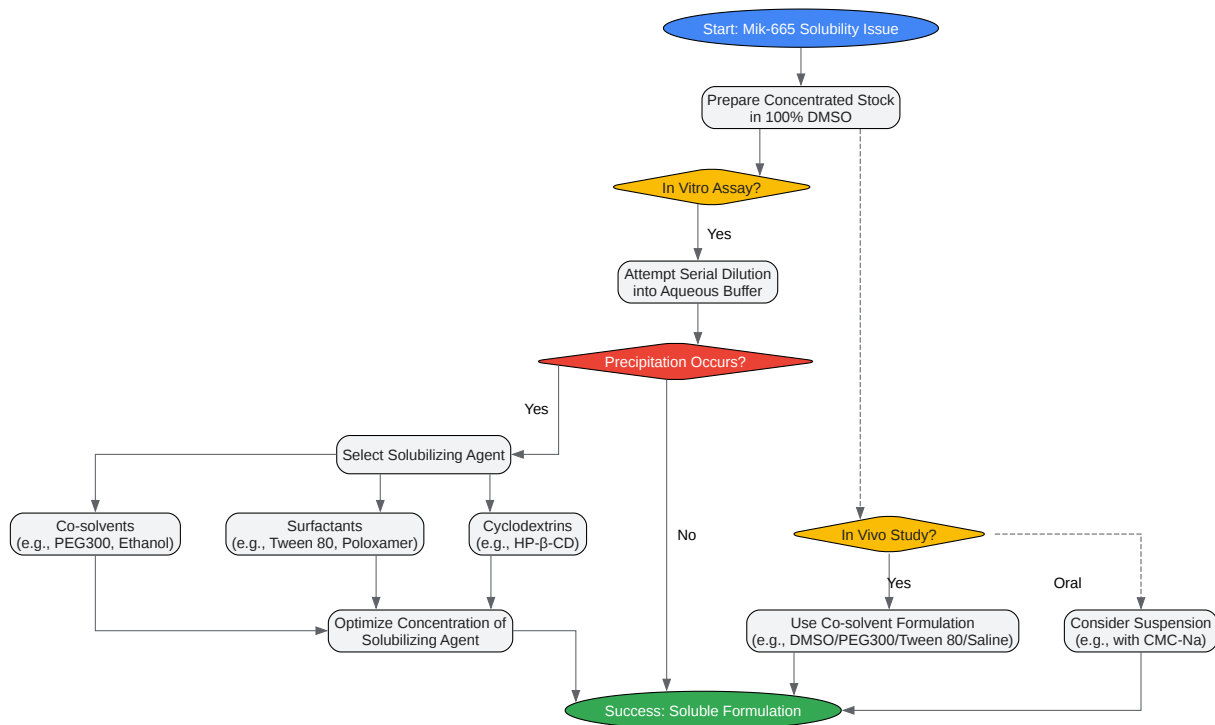 Start: Mik-665 Solubility Issue
Prepare Concentrated Stock
in 100% DMSO
In Vitro Assay?
Yes
Attempt Serial Dilution
into Aqueous Buffer
Precipitation Occurs?
Yes
Select Solubilizing Agent
Co-solvents
(e.g., PEG300, Ethanol)
Surfactants
(e.g., Tween 80, Poloxamer)
Cyclodextrins
(e.g., HP-β-CD)
No
In Vivo Study?
Yes
Oral
Optimize Concentration of
Solubilizing Agent
Use Co-solvent Formulation
(e.g., DMSO/PEG300/Tween 80/Saline)
Consider Suspension
(e.g., with CMC-Na)
Success: Soluble Formulation